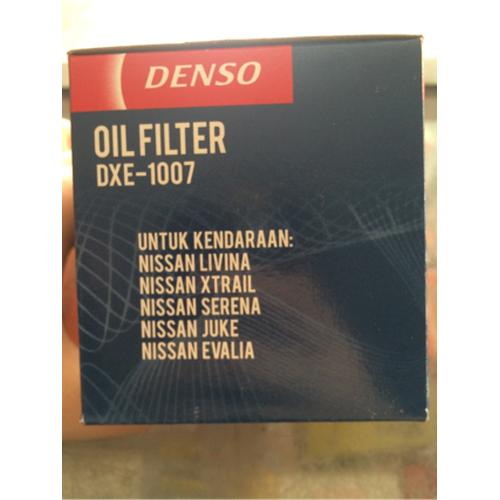 DENSO
OIL FILTER
DXE-1007
UNTUK KENDARAAN:
NISSAN LIVINA
NISSAN XTRAIL
NISSAN SERENA
NISSAN JUKE
NISSAN EVALIA